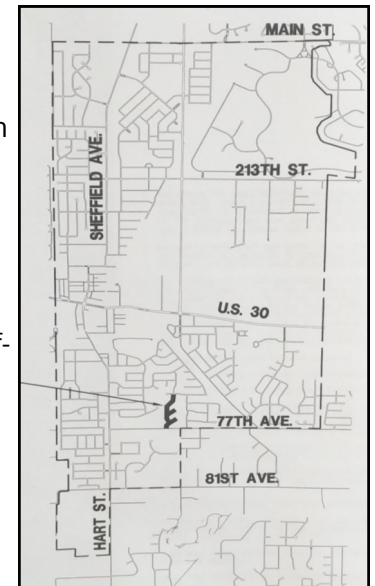 MAIN ST.
213TH ST.
SHEFFIELD AVE.
U.S. 30
77TH AVE.
81ST AVE.
HART ST.